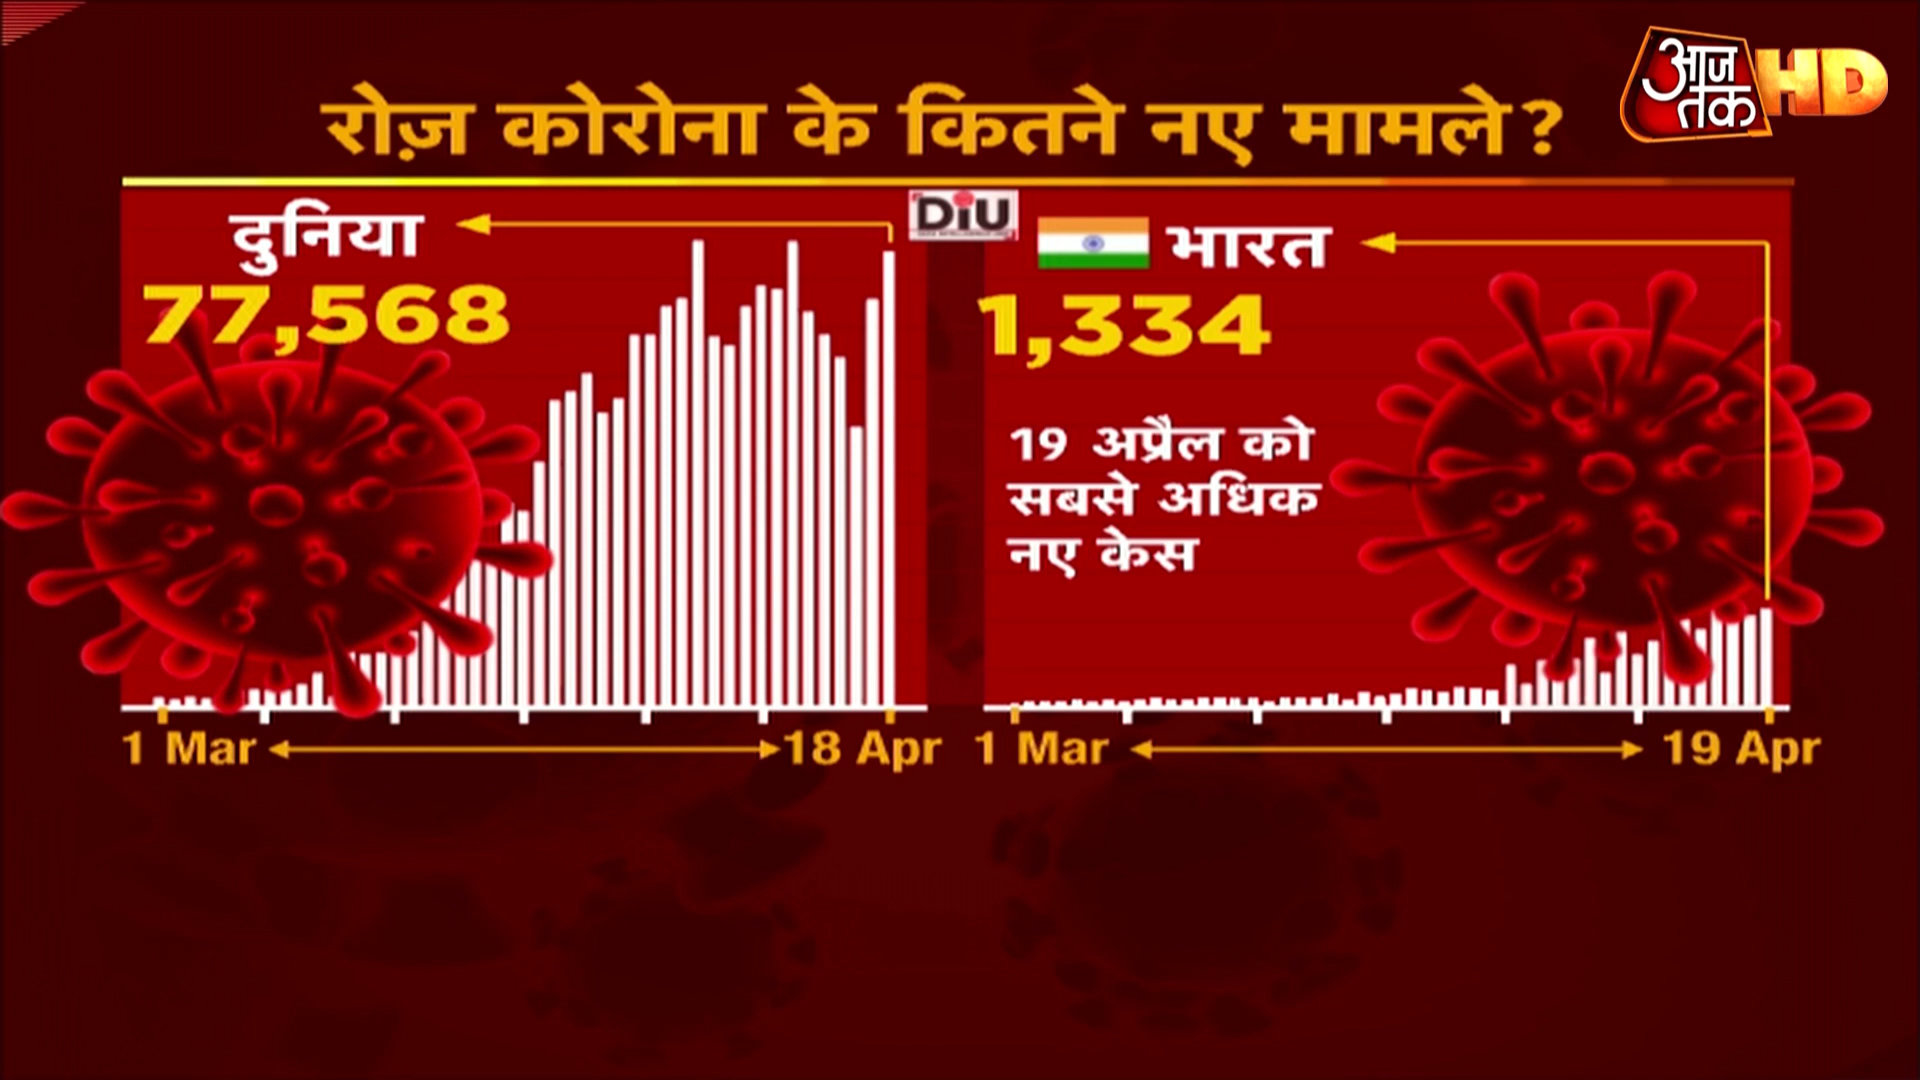 आज
तक HD
रोज़ कोरोना के कितने नए मामले?
दुनिया
77,568
DiU
भारत
1,334
19 अप्रैल को
सबसे अधिक
नए केस
1 Mar
18 Apr
1 Mar
19 Apr